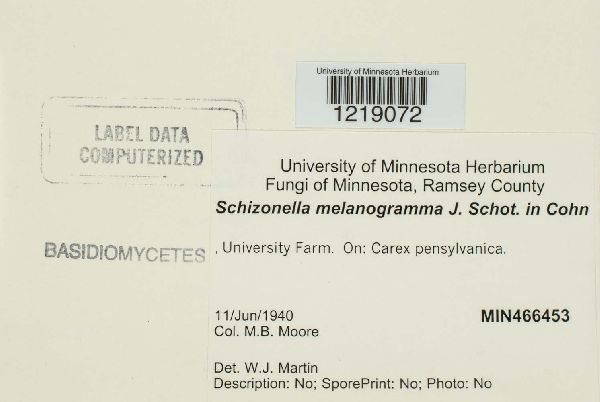 University of Minnesota Herbarium
1219072
LABEL DATA
COMPUTERIZED
University of Minnesota Herbarium
Fungi of Minnesota, Ramsey County
Schizonella melanogramma J. Schot. in Cohn
BASIDIOMYCETES
, University Farm. On: Carex pensylvanica.
11/Jun/1940
MIN466453
Col. M.B. Moore
Det. W.J. Martin
Description: No; SporePrint: No; Photo: No